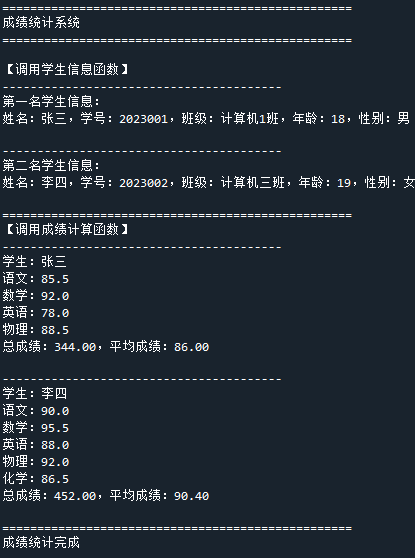 ==================================================
成绩统计系统
==================================================
【调用学生信息函数】
----------------------------------------
第一名学生信息:
姓名: 张三, 学号: 2023001, 班级: 计算机1班, 年龄: 18, 性别: 男
----------------------------------------
第二名学生信息:
姓名: 李四, 学号: 2023002, 班级: 计算机三班, 年龄: 19, 性别: 女
==================================================
【调用成绩计算函数】
----------------------------------------
学生: 张三
语文: 85.5
数学: 92.0
英语: 78.0
物理: 88.5
总成绩: 344.00, 平均成绩: 86.00
----------------------------------------
学生: 李四
语文: 90.0
数学: 95.5
英语: 88.0
物理: 92.0
化学: 86.5
总成绩: 452.00, 平均成绩: 90.40
==================================================
成绩统计完成